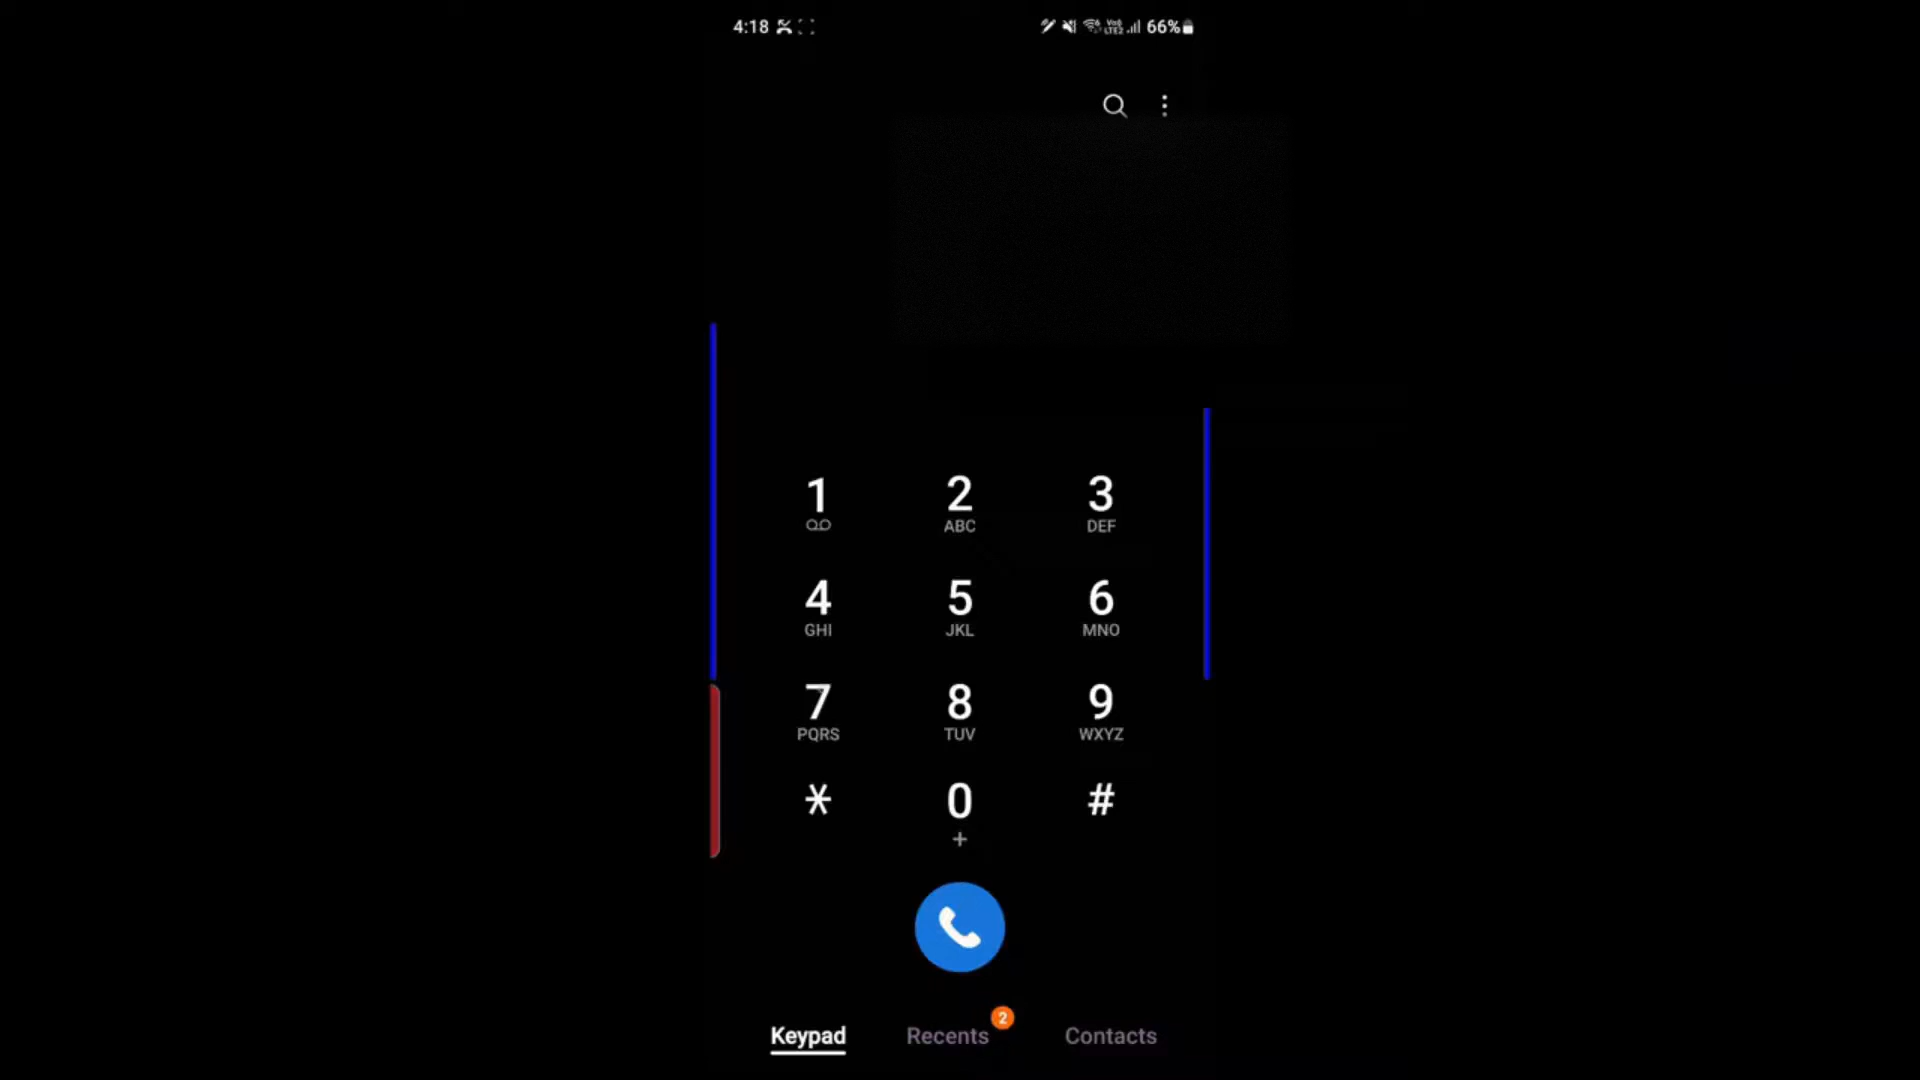 4:18 66%
1 2 3
ABC DEF
4 5 6
GHI JKL MNO
7 8 9
PQRS TUV WXYZ
* 0 #
+
2
Keypad Recents Contacts